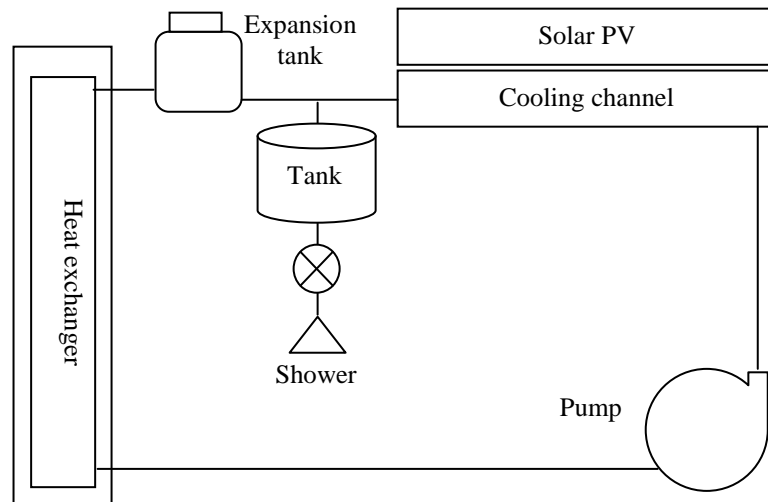 Expansion
tank
Solar PV
Cooling channel
Tank
Heat exchanger
Shower
Pump